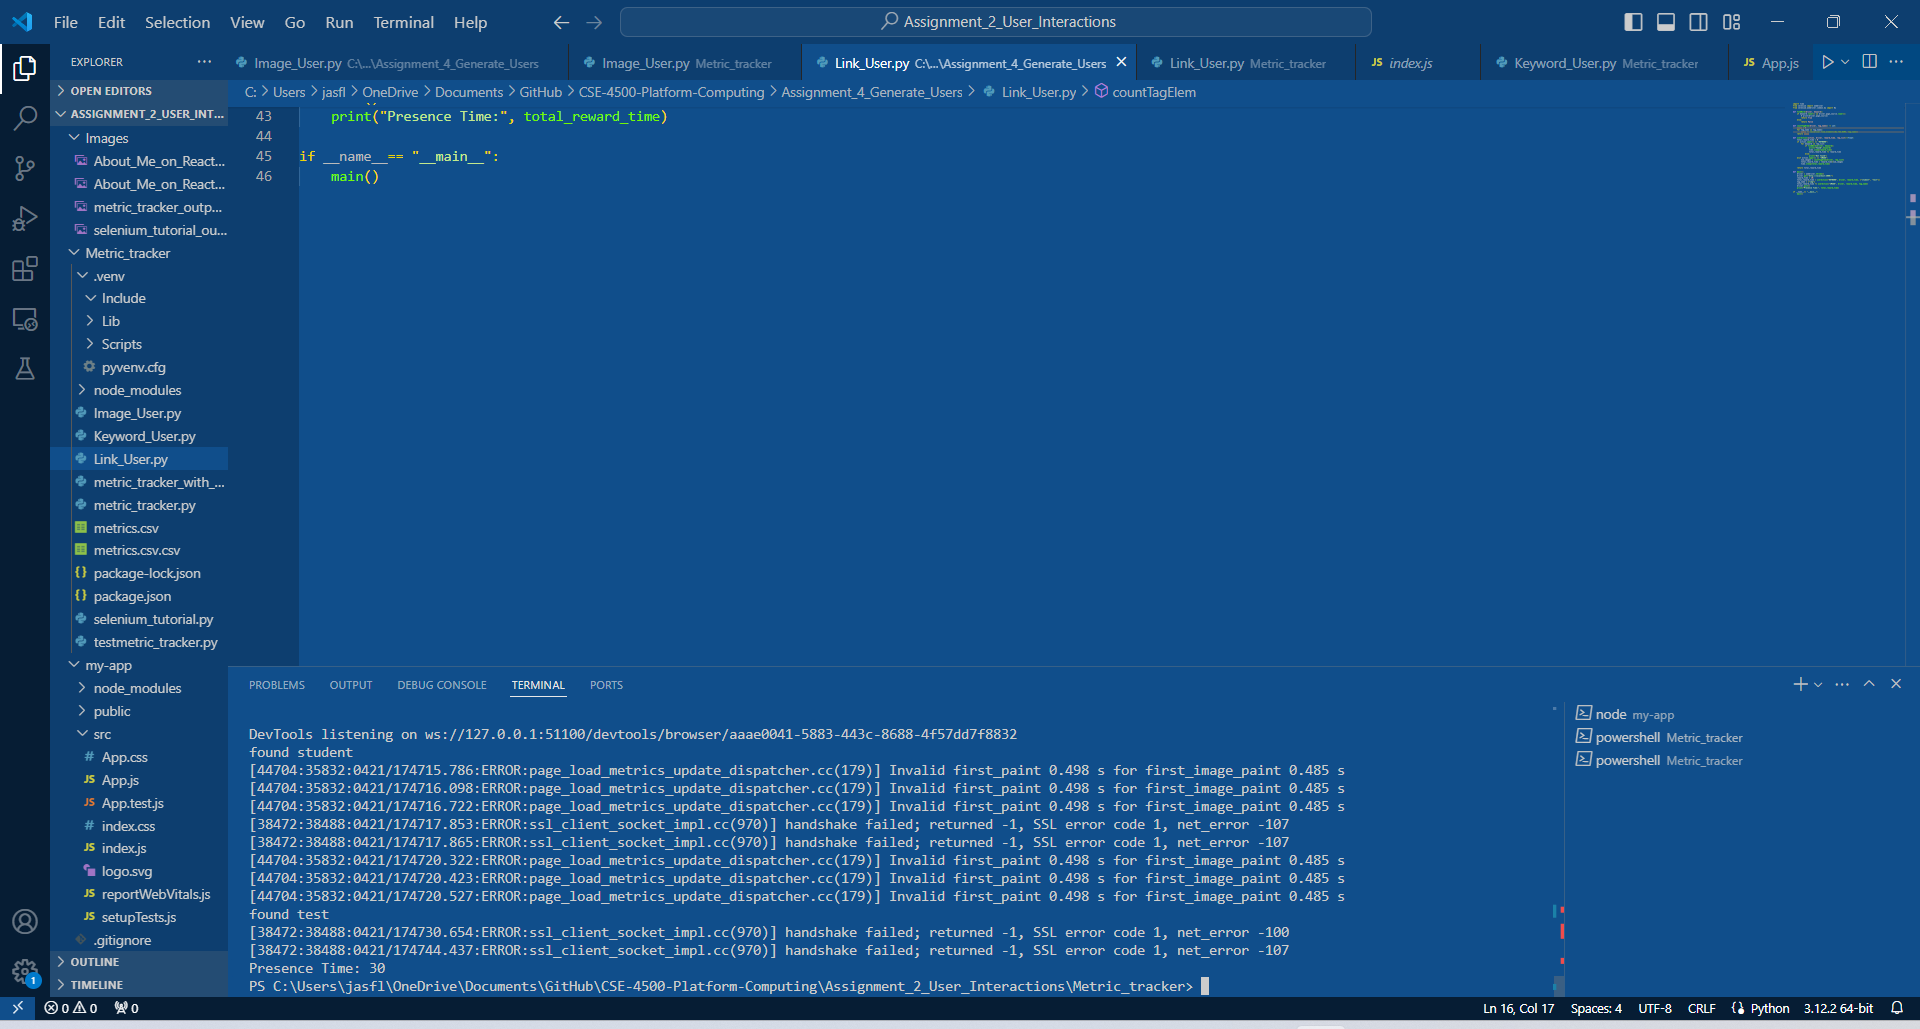 File Edit Selection View Go Run Terminal Help
Assignment_2_User_Interactions
EXPLORER
Image_User.py C:\...\Assignment_4_Generate_Users
Image_User.py Metric_tracker
Link_User.py C:\...\Assignment_4_Generate_Users
Link_User.py Metric_tracker
JS index.js
Keyword_User.py Metric_tracker
JS App.js
C: > Users > jasfl > OneDrive > Documents > GitHub > CSE-4500-Platform-Computing > Assignment_4_Generate_Users > Link_User.py > countTagElem
OPEN EDITORS
ASSIGNMENT_2_USER_INT...
Images
About_Me_on_React...
About_Me_on_React...
metric_tracker_outp...
selenium_tutorial_ou...
Metric_tracker
.venv
Include
Lib
Scripts
pyvenv.cfg
node_modules
Image_User.py
Keyword_User.py
Link_User.py
metric_tracker_with_...
metric_tracker.py
metrics.csv
metrics.csv.csv
{} package-lock.json
{} package.json
selenium_tutorial.py
testmetric_tracker.py
my-app
node_modules
public
src
# App.css
JS App.js
JS App.test.js
# index.css
JS index.js
logo.svg
JS reportWebVitals.js
JS setupTests.js
.gitignore
OUTLINE
TIMELINE
43 print("Presence Time:", total_reward_time)
44
45 if __name__== "__main__":
46 main()
PROBLEMS OUTPUT DEBUG CONSOLE TERMINAL PORTS
DevTools listening on ws://127.0.0.1:51100/devtools/browser/aaae0041-5883-443c-8688-4f57dd7f8832
found student
[44704:35832:0421/174715.786:ERROR:page_load_metrics_update_dispatcher.cc(179)] Invalid first_paint 0.498 s for first_image_paint 0.485 s
[44704:35832:0421/174716.098:ERROR:page_load_metrics_update_dispatcher.cc(179)] Invalid first_paint 0.498 s for first_image_paint 0.485 s
[44704:35832:0421/174716.722:ERROR:page_load_metrics_update_dispatcher.cc(179)] Invalid first_paint 0.498 s for first_image_paint 0.485 s
[38472:38488:0421/174717.853:ERROR:ssl_client_socket_impl.cc(970)] handshake failed; returned -1, SSL error code 1, net_error -107
[38472:38488:0421/174717.865:ERROR:ssl_client_socket_impl.cc(970)] handshake failed; returned -1, SSL error code 1, net_error -107
[44704:35832:0421/174720.322:ERROR:page_load_metrics_update_dispatcher.cc(179)] Invalid first_paint 0.498 s for first_image_paint 0.485 s
[44704:35832:0421/174720.423:ERROR:page_load_metrics_update_dispatcher.cc(179)] Invalid first_paint 0.498 s for first_image_paint 0.485 s
[44704:35832:0421/174720.527:ERROR:page_load_metrics_update_dispatcher.cc(179)] Invalid first_paint 0.498 s for first_image_paint 0.485 s
found test
[38472:38488:0421/174730.654:ERROR:ssl_client_socket_impl.cc(970)] handshake failed; returned -1, SSL error code 1, net_error -100
[38472:38488:0421/174744.437:ERROR:ssl_client_socket_impl.cc(970)] handshake failed; returned -1, SSL error code 1, net_error -107
Presence Time: 30
PS C:\Users\jasfl\OneDrive\Documents\GitHub\CSE-4500-Platform-Computing\Assignment_2_User_Interactions\Metric_tracker>
node my-app
powershell Metric_tracker
powershell Metric_tracker
1
0 0 0
Ln 16, Col 17 Spaces: 4 UTF-8 CRLF Python 3.12.2 64-bit